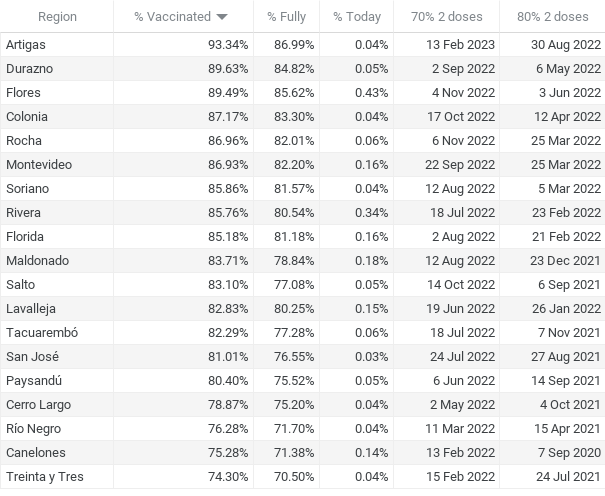 Region % Vaccinated % Fully % Today 70% 2 doses 80% 2 doses
Artigas 93.34% 86.99% 0.04% 13 Feb 2023 30 Aug 2022
Durazno 89.63% 84.82% 0.05% 2 Sep 2022 6 May 2022
Flores 89.49% 85.62% 0.43% 4 Nov 2022 3 Jun 2022
Colonia 87.17% 83.30% 0.04% 17 Oct 2022 12 Apr 2022
Rocha 86.96% 82.01% 0.06% 6 Nov 2022 25 Mar 2022
Montevideo 86.93% 82.20% 0.16% 22 Sep 2022 25 Mar 2022
Soriano 85.86% 81.57% 0.04% 12 Aug 2022 5 Mar 2022
Rivera 85.76% 80.54% 0.34% 18 Jul 2022 23 Feb 2022
Florida 85.18% 81.18% 0.16% 2 Aug 2022 21 Feb 2022
Maldonado 83.71% 78.84% 0.18% 12 Aug 2022 23 Dec 2021
Salto 83.10% 77.08% 0.05% 14 Oct 2022 6 Sep 2021
Lavalleja 82.83% 80.25% 0.15% 19 Jun 2022 26 Jan 2022
Tacuarembó 82.29% 77.28% 0.06% 18 Jul 2022 7 Nov 2021
San José 81.01% 76.55% 0.03% 24 Jul 2022 27 Aug 2021
Paysandú 80.40% 75.52% 0.05% 6 Jun 2022 14 Sep 2021
Cerro Largo 78.87% 75.20% 0.04% 2 May 2022 4 Oct 2021
Río Negro 76.28% 71.70% 0.04% 11 Mar 2022 15 Apr 2021
Canelones 75.28% 71.38% 0.14% 13 Feb 2022 7 Sep 2020
Treinta y Tres 74.30% 70.50% 0.04% 15 Feb 2022 24 Jul 2021